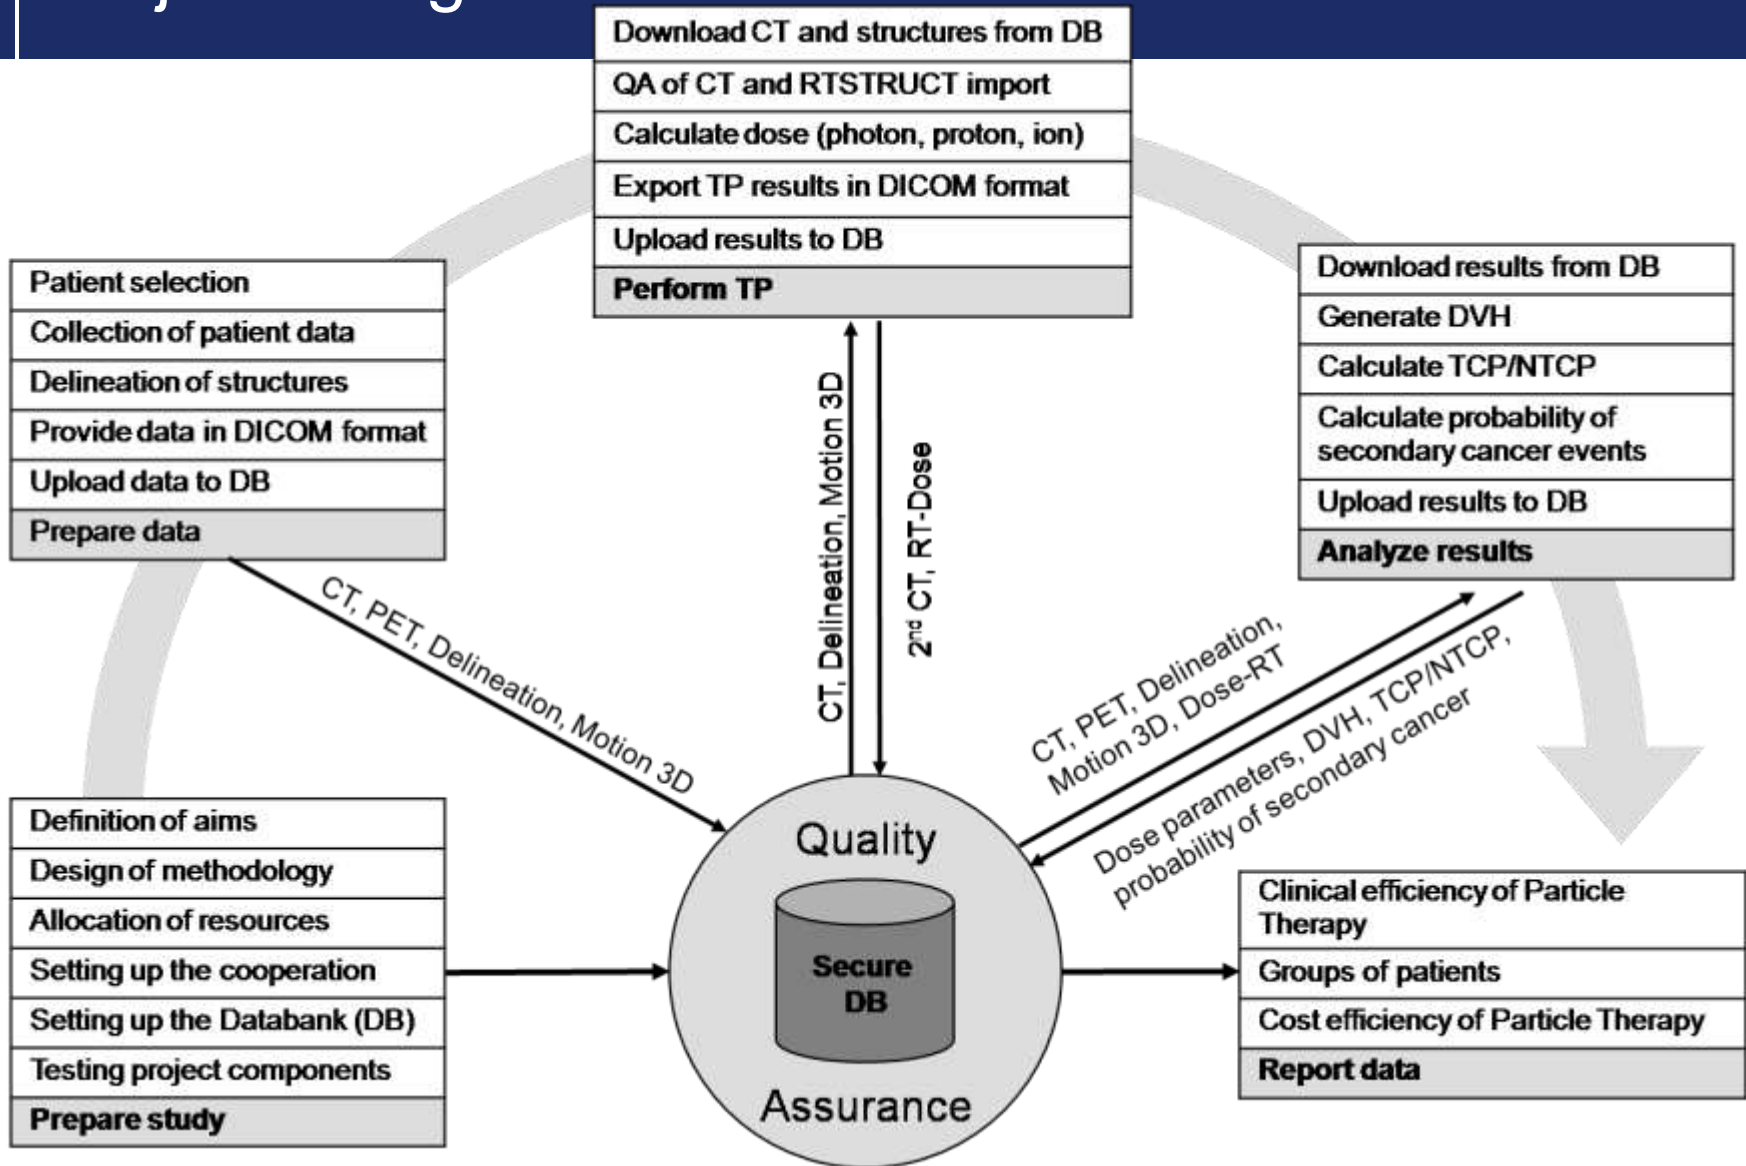 Download CT and structures from DB
QA of CT and RTSTRUCT import
Calculate dose (photon, proton, ion)
Export TP results in DICOM format
Upload results to DB
Perform TP
Patient selection
Collection of patient data
Delineation of structures
Provide data in DICOM format
Upload data to DB
Prepare data
Download results from DB
Generate DVH
Calculate TCP/NTCP
Calculate probability of
secondary cancer events
Upload results to DB
Analyze results
CT, PET, Delineation, Motion 3D
CT, Delineation, Motion 3D
2nd CT, RT-Dose
CT, PET, Delineation,
Motion 3D, Dose-RT
Dose parameters, DVH, TCP/NTCP,
probability of secondary cancer
Definition of aims
Design of methodology
Allocation of resources
Setting up the cooperation
Setting up the Databank (DB)
Testing project components
Prepare study
Quality
Secure
DB
Assurance
Clinical efficiency of Particle
Therapy
Groups of patients
Cost efficiency of Particle Therapy
Report data